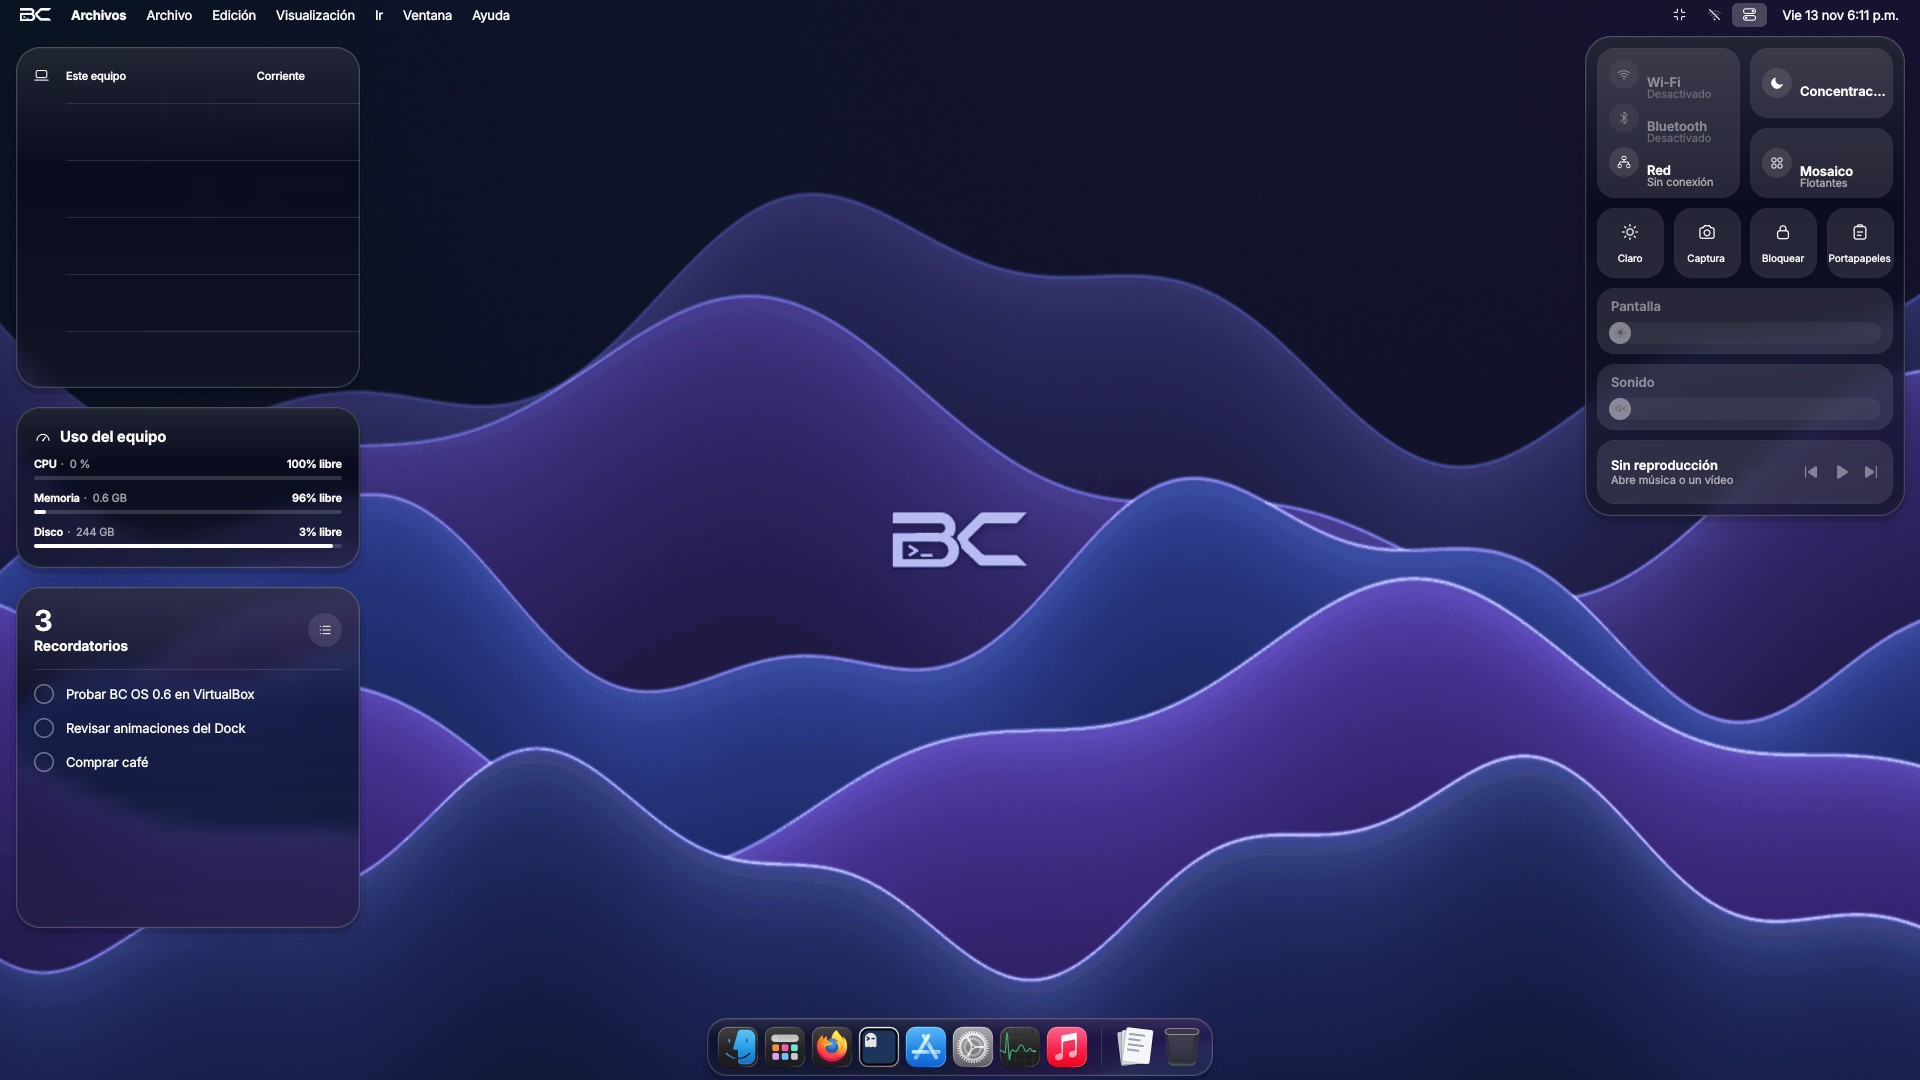 BC Archivos Archivo Edición Visualización Ir Ventana Ayuda
Vie 13 nov 6:11 p.m.
Este equipo Corriente
Uso del equipo
CPU · 0 % 100% libre
Memoria · 0.6 GB 96% libre
Disco · 244 GB 3% libre
3
Recordatorios
Probar BC OS 0.6 en VirtualBox
Revisar animaciones del Dock
Comprar café
BC
>_
Wi-Fi
Desactivado
Bluetooth
Desactivado
Red
Sin conexión
Concentrac...
Mosaico
Flotantes
Claro Captura Bloquear Portapapeles
Pantalla
Sonido
Sin reproducción
Abre música o un vídeo